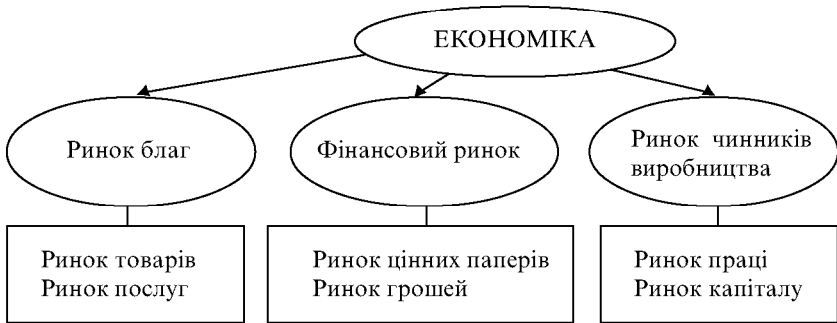 ЕКОНОМІКА
Ринок благ
Фінансовий ринок
Ринок чинників
виробництва
Ринок товарів
Ринок послуг
Ринок цінних паперів
Ринок грошей
Ринок праці
Ринок капіталу